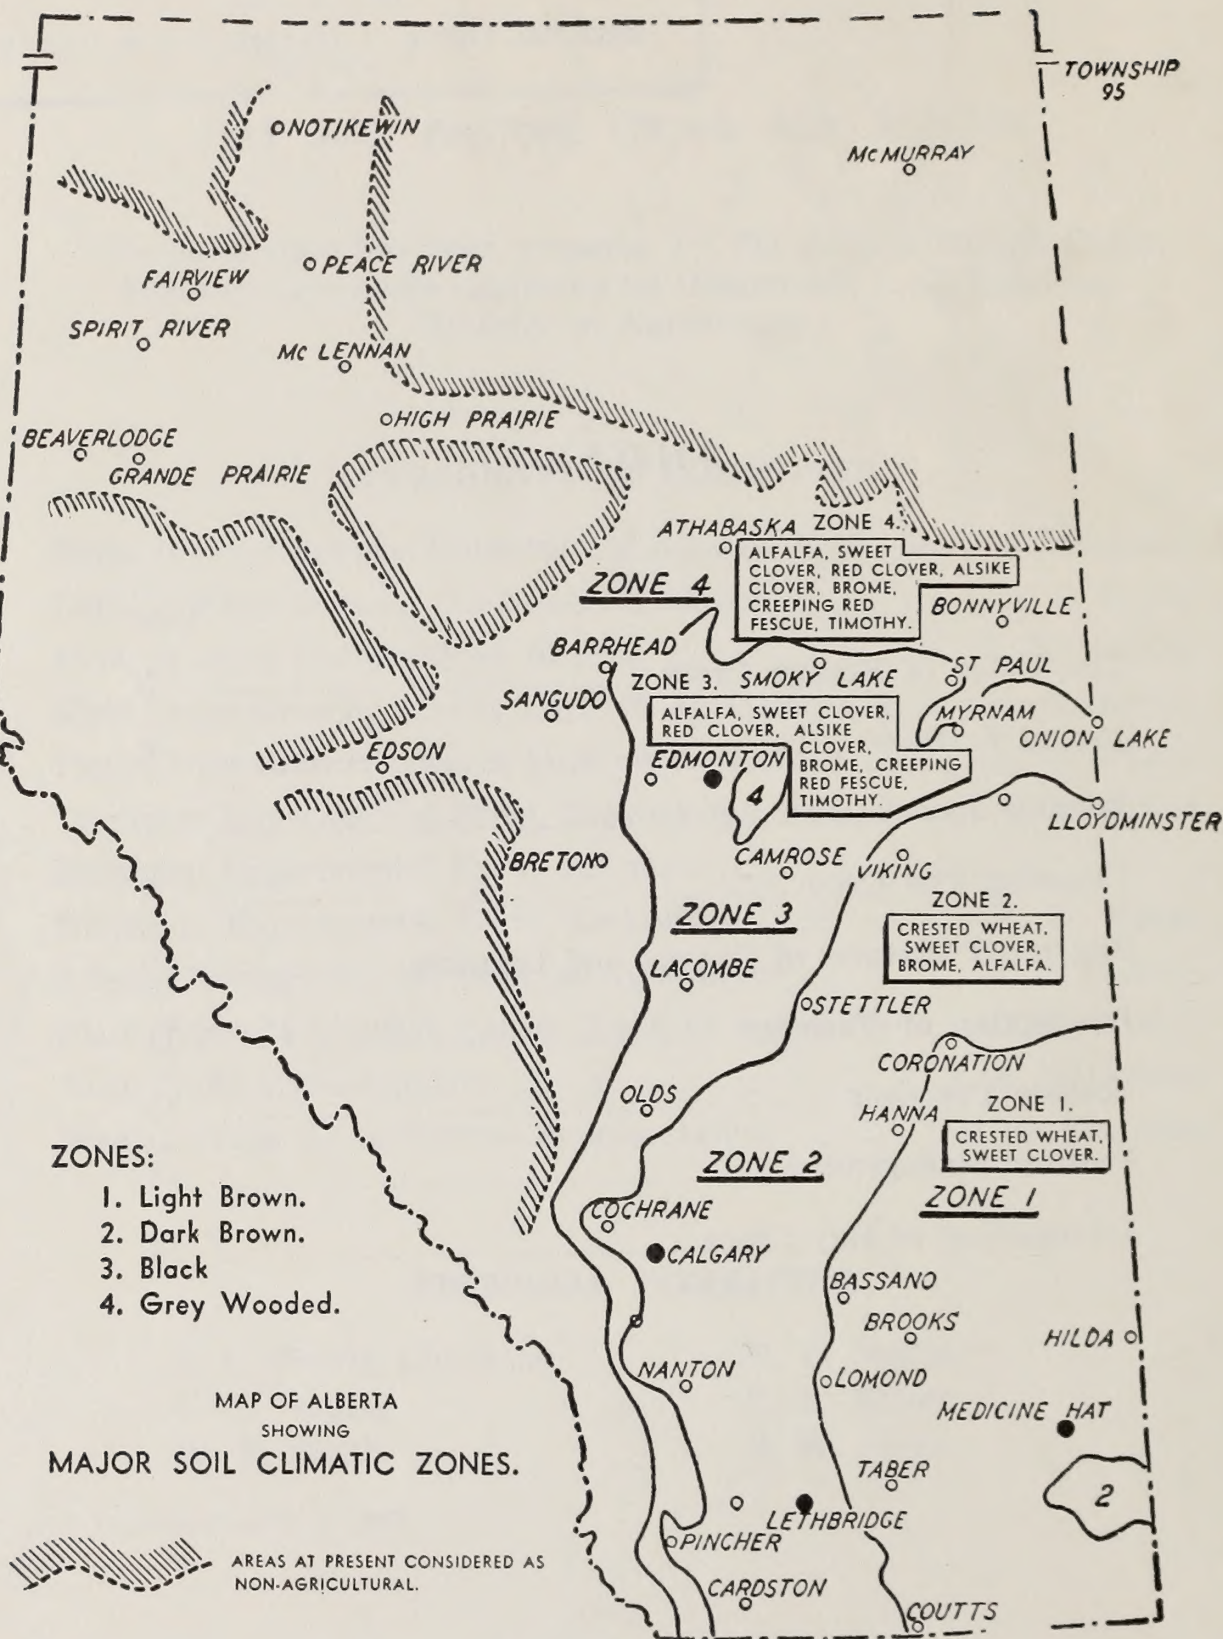 TOWNSHIP
95
NOTIKEWIN
McMURRAY
PEACE RIVER
FAIRVIEW
SPIRIT RIVER
Mc LENNAN
HIGH PRAIRIE
BEAVERLODGE
GRANDE PRAIRIE
ATHABASKA
ZONE 4.
ALFALFA, SWEET
CLOVER, RED CLOVER, ALSIKE
CLOVER, BROME,
CREEPING RED
FESCUE, TIMOTHY.
ZONE 4
BONNYVILLE
BARRHEAD
ST PAUL
ZONE 3.
SMOKY LAKE
SANGUDO
ALFALFA, SWEET CLOVER,
RED CLOVER, ALSIKE
CLOVER,
BROME, CREEPING
RED FESCUE,
TIMOTHY.
MYRNAM
ONION LAKE
EDSON
EDMONTON
4
LLOYDMINSTER
BRETON
CAMROSE
VIKING
ZONE 2.
CRESTED WHEAT,
SWEET CLOVER,
BROME, ALFALFA.
ZONE 3
LACOMBE
STETTLER
CORONATION
OLDS
HANNA
ZONE 1.
CRESTED WHEAT,
SWEET CLOVER.
ZONE 2
ZONE 1
ZONES:
1. Light Brown.
2. Dark Brown.
3. Black
4. Grey Wooded.
COCHRANE
CALGARY
BASSANO
BROOKS
HILDA
NANTON
LOMOND
MEDICINE HAT
MAP OF ALBERTA
SHOWING
MAJOR SOIL CLIMATIC ZONES.
TABER
2
LETHBRIDGE
PINCHER
AREAS AT PRESENT CONSIDERED AS
NON-AGRICULTURAL.
CARDSTON
COUTTS